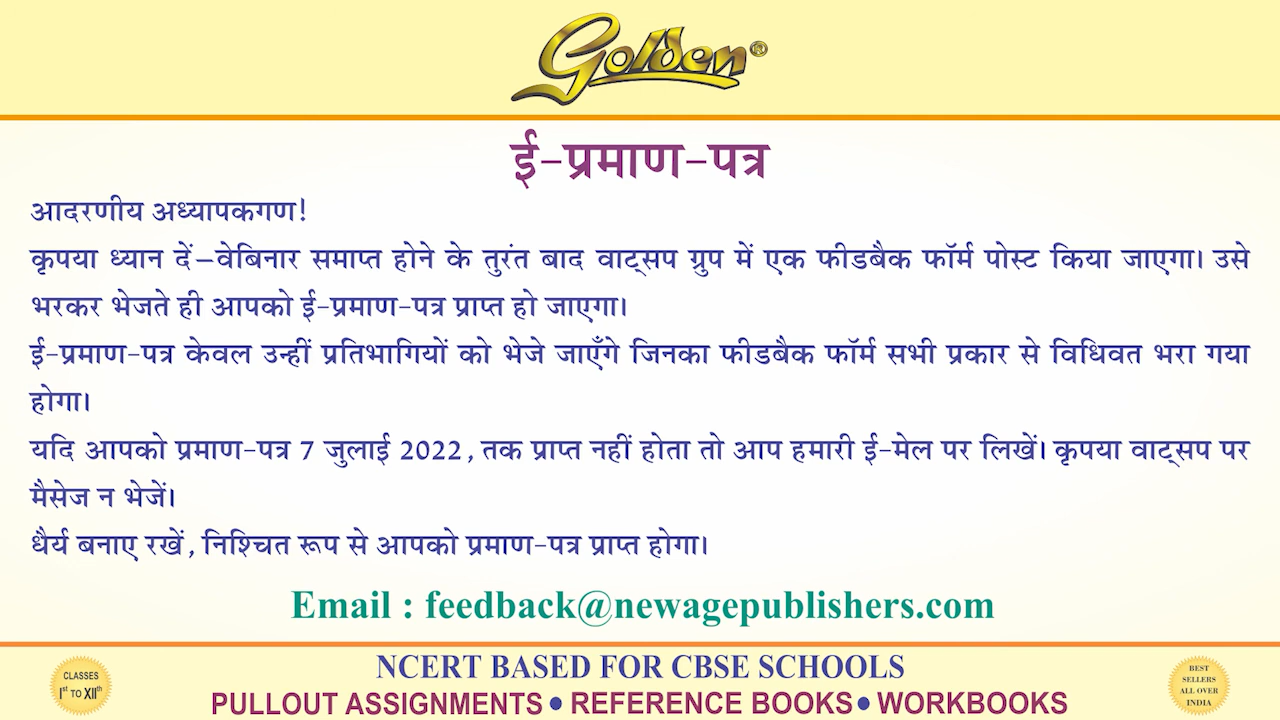 Golden®
ई-प्रमाण-पत्र
आदरणीय अध्यापकगण!
कृपया ध्यान दें–वेबिनार समाप्त होने के तुरंत बाद वाट्सप ग्रुप में एक फीडबैक फॉर्म पोस्ट किया जाएगा। उसे
भरकर भेजते ही आपको ई-प्रमाण-पत्र प्राप्त हो जाएगा।
ई-प्रमाण-पत्र केवल उन्हीं प्रतिभागियों को भेजे जाएँगे जिनका फीडबैक फॉर्म सभी प्रकार से विधिवत भरा गया
होगा।
यदि आपको प्रमाण-पत्र 7 जुलाई 2022, तक प्राप्त नहीं होता तो आप हमारी ई-मेल पर लिखें। कृपया वाट्सप पर
मैसेज न भेजें।
धैर्य बनाए रखें, निश्चित रूप से आपको प्रमाण-पत्र प्राप्त होगा।
Email : feedback@newagepublishers.com
NCERT BASED FOR CBSE SCHOOLS
PULLOUT ASSIGNMENTS • REFERENCE BOOKS • WORKBOOKS
CLASSES
Ist TO XIIth
BEST
SELLERS
ALL OVER
INDIA